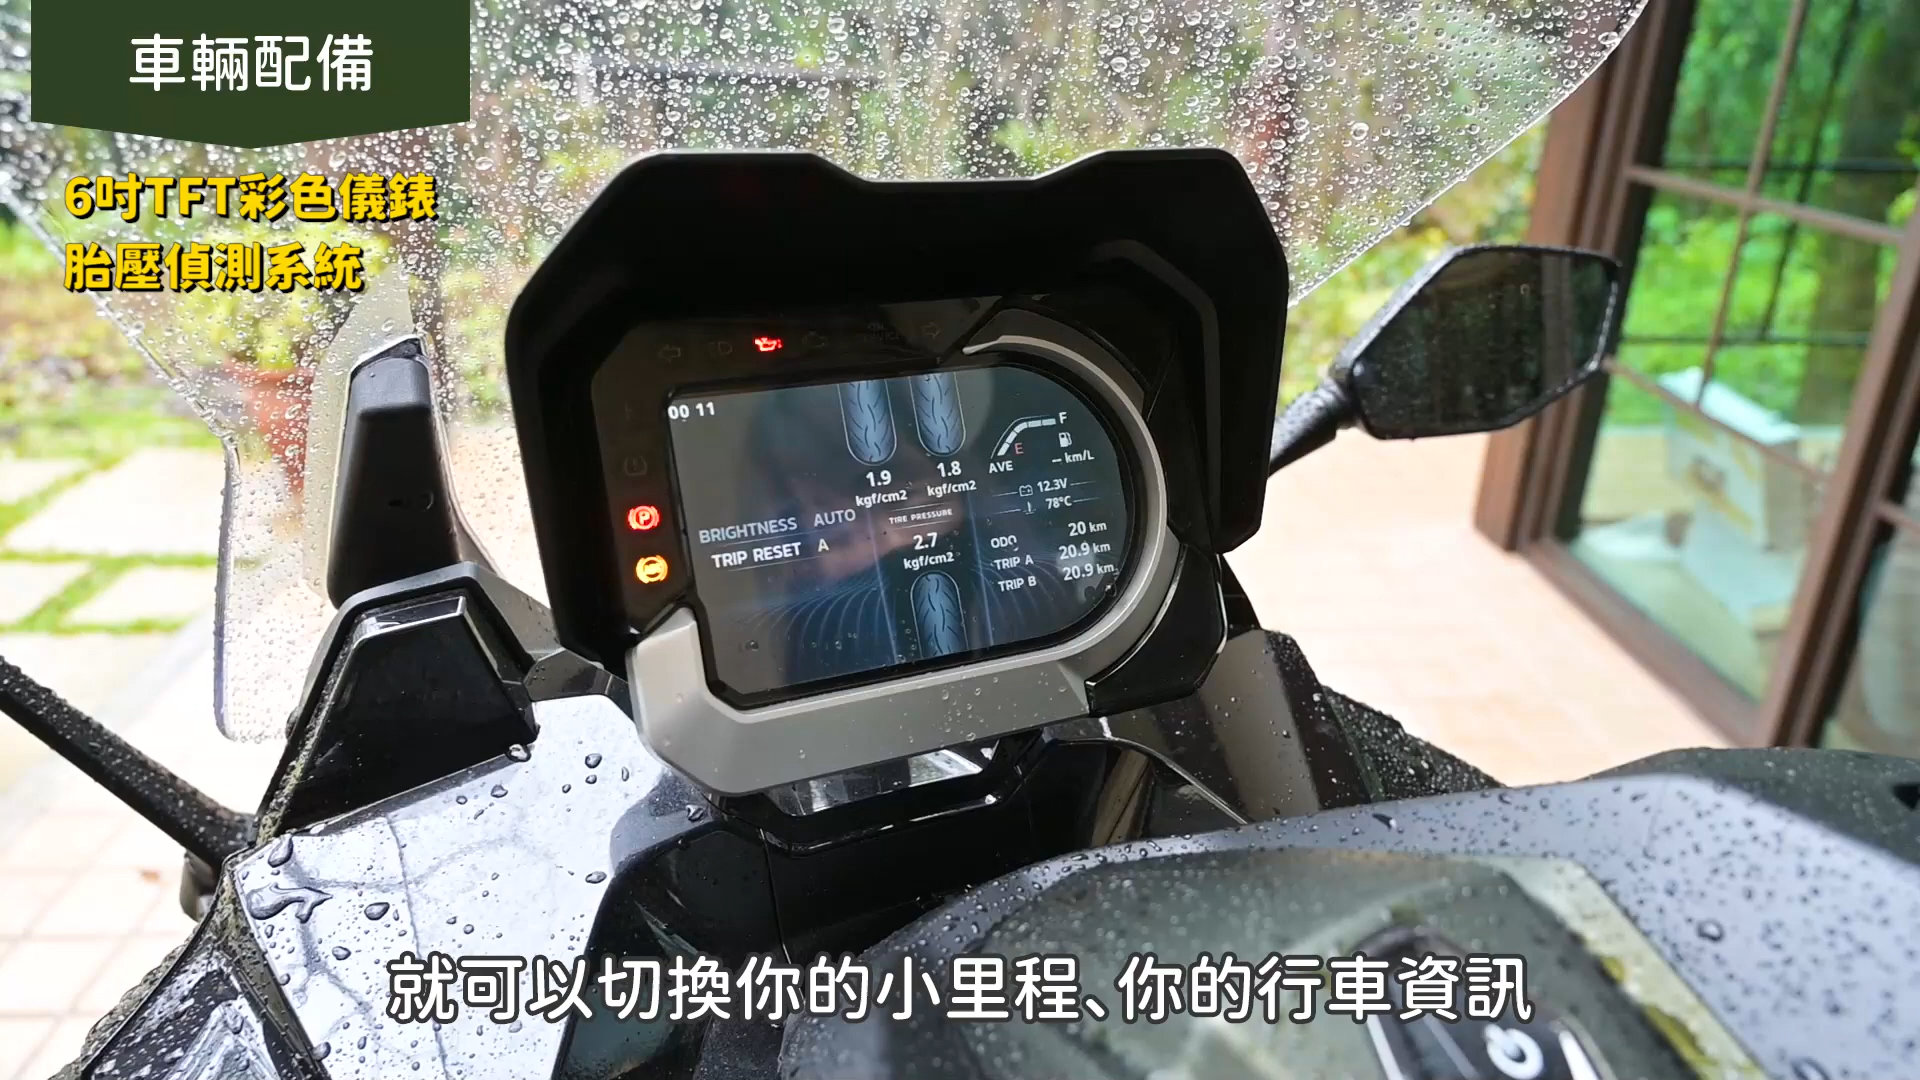 車輛配備
6吋TFT彩色儀錶
胎壓偵測系統
00 11
1.9
kgf/cm2
1.8
kgf/cm2
F
E
AVE
-- km/L
12.3V
78°C
BRIGHTNESS AUTO
TRIP RESET A
TIRE PRESSURE
2.7
kgf/cm2
ODO 20 km
TRIP A 20.9 km
TRIP B 20.9 km
P
ABS
就可以切換你的小里程、你的行車資訊